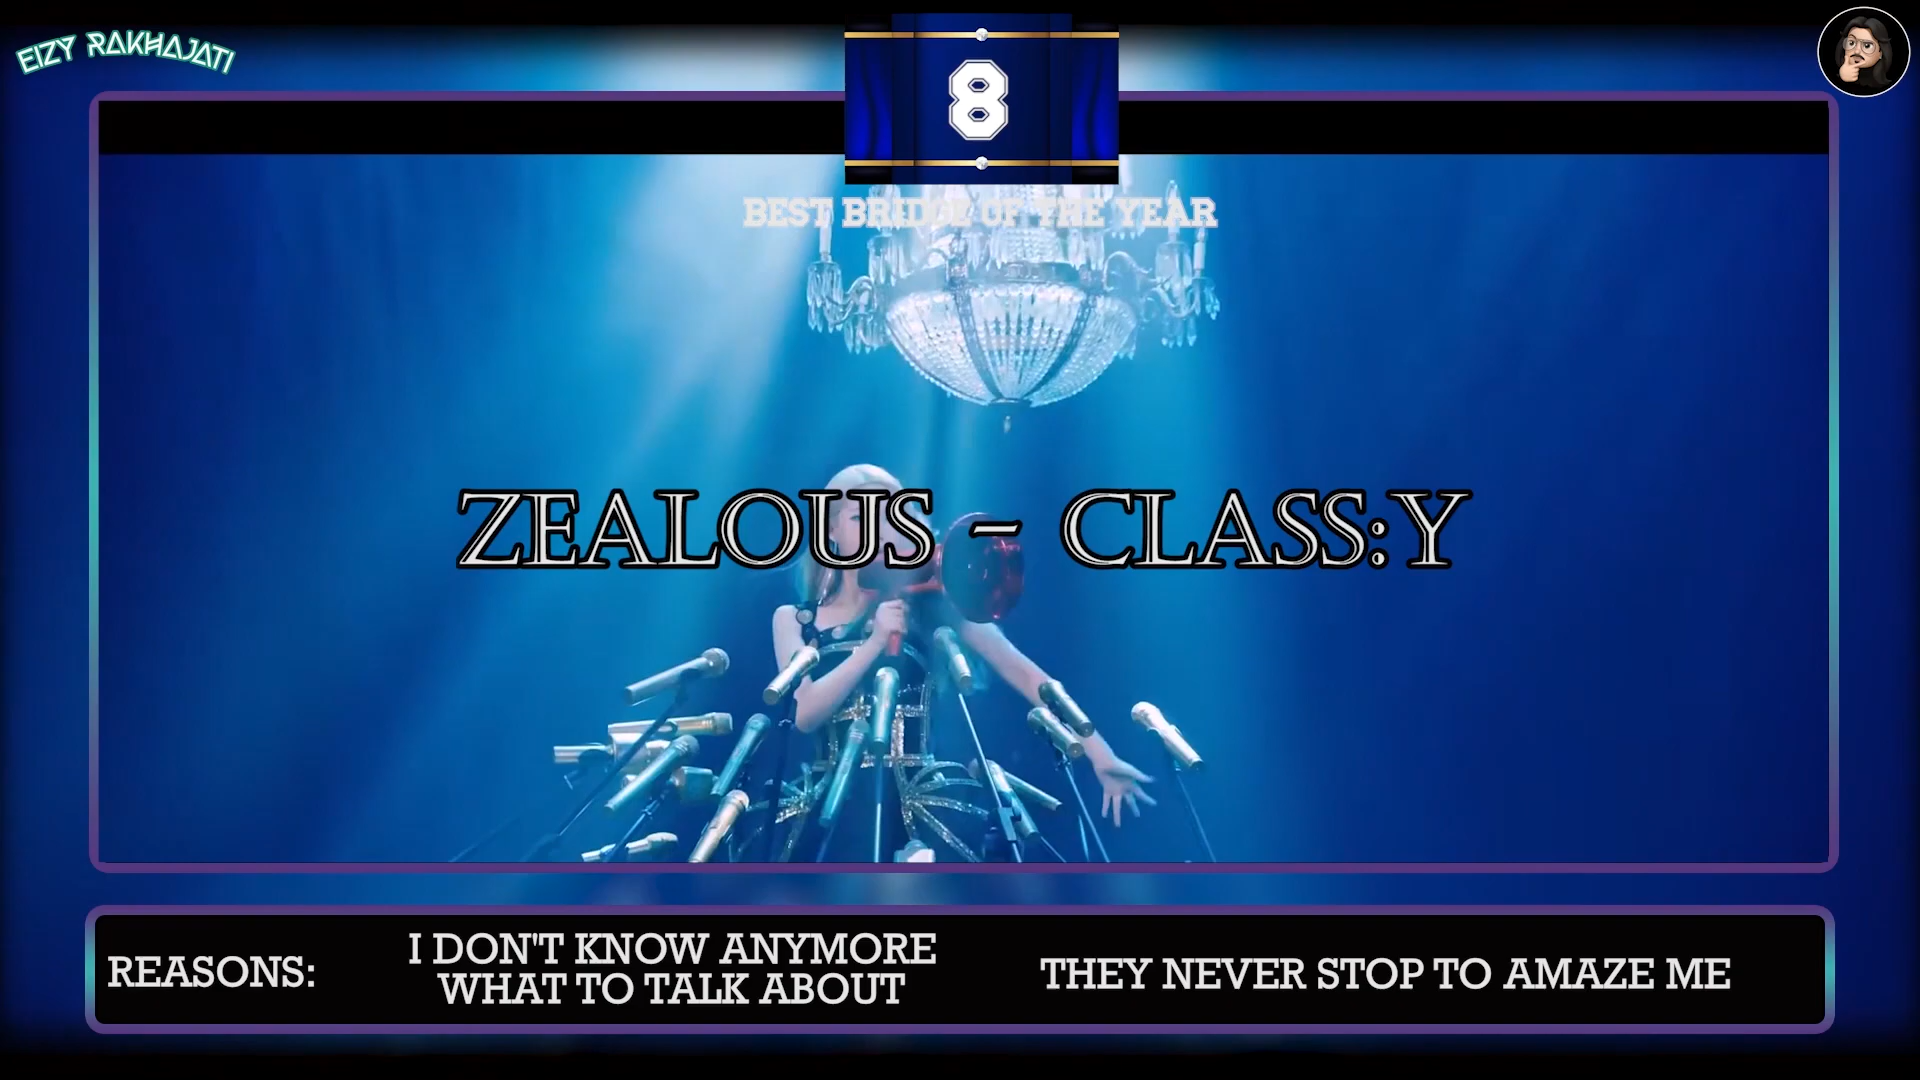 EIZY RAKHAJATI
8
BEST BRIDGE OF THE YEAR
ZEALOUS - CLASS:Y
REASONS:
I DON'T KNOW ANYMORE
WHAT TO TALK ABOUT
THEY NEVER STOP TO AMAZE ME